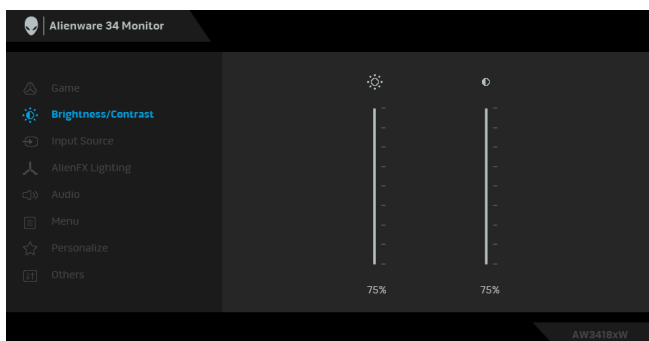 Alienware 34 Monitor
Game
Brightness/Contrast
Input Source
AlienFX Lighting
Audio
Menu
Personalize
Others
75%
75%
AW3418xW